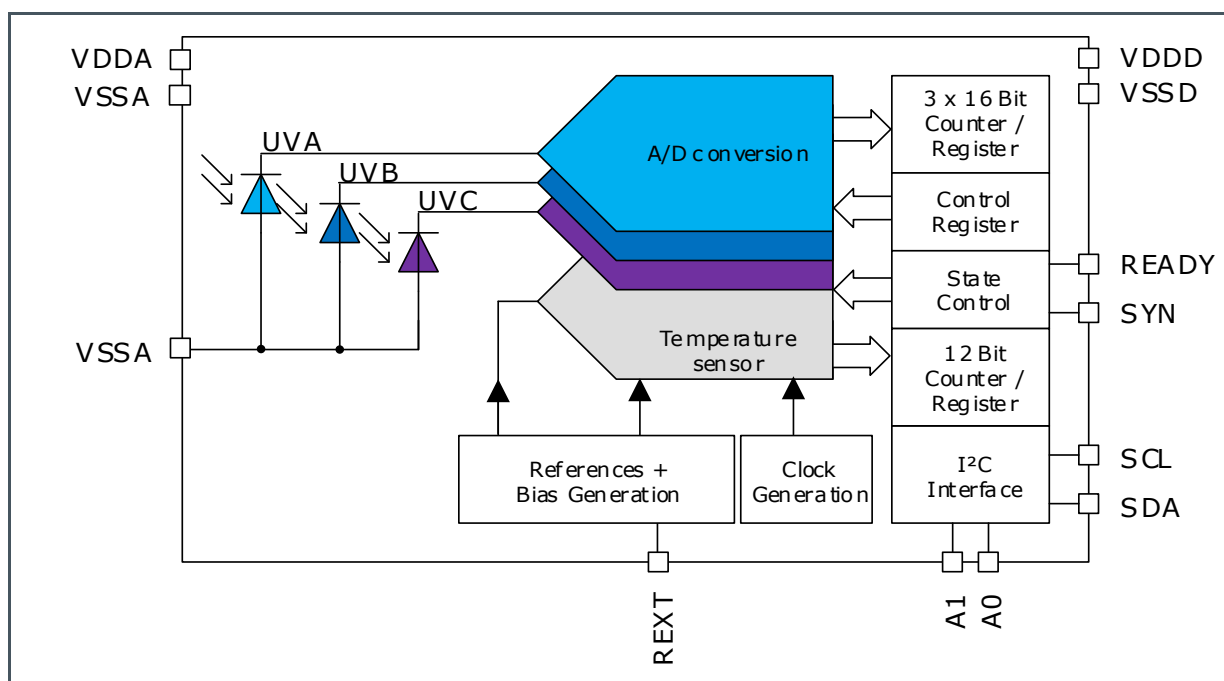 VDDA
VSSA
VDDD
VSSD
UVA
UVB
UVC
A/D conversion
3 x 16 Bit
Counter /
Register
Control
Register
State
Control
READY
SYN
VSSA
Temperature
sensor
12 Bit
Counter /
Register
References +
Bias Generation
Clock
Generation
I²C
Interface
SCL
SDA
REXT
A1
A0